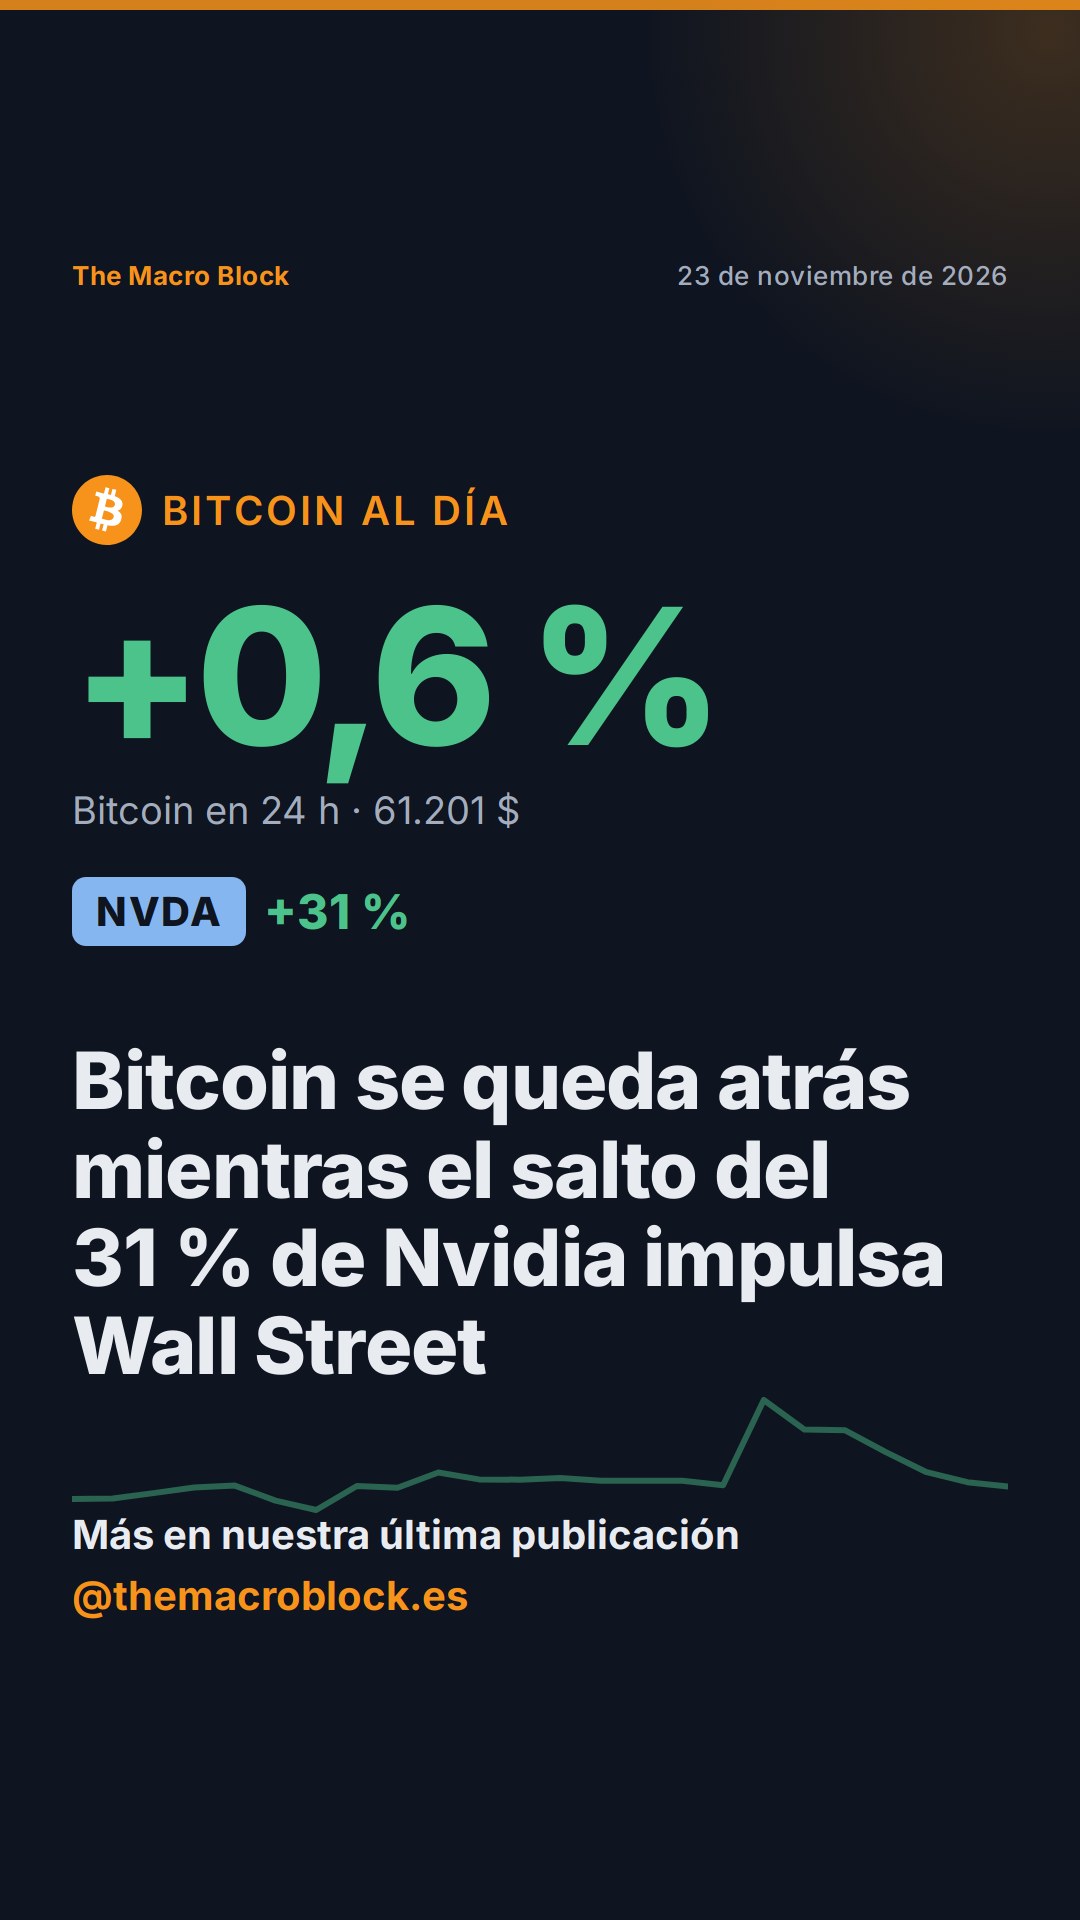 The Macro Block
23 de noviembre de 2026
BITCOIN AL DÍA
+0,6 %
Bitcoin en 24 h · 61.201 $
NVDA +31 %
Bitcoin se queda atrás
mientras el salto del
31 % de Nvidia impulsa
Wall Street
Más en nuestra última publicación
@themacroblock.es